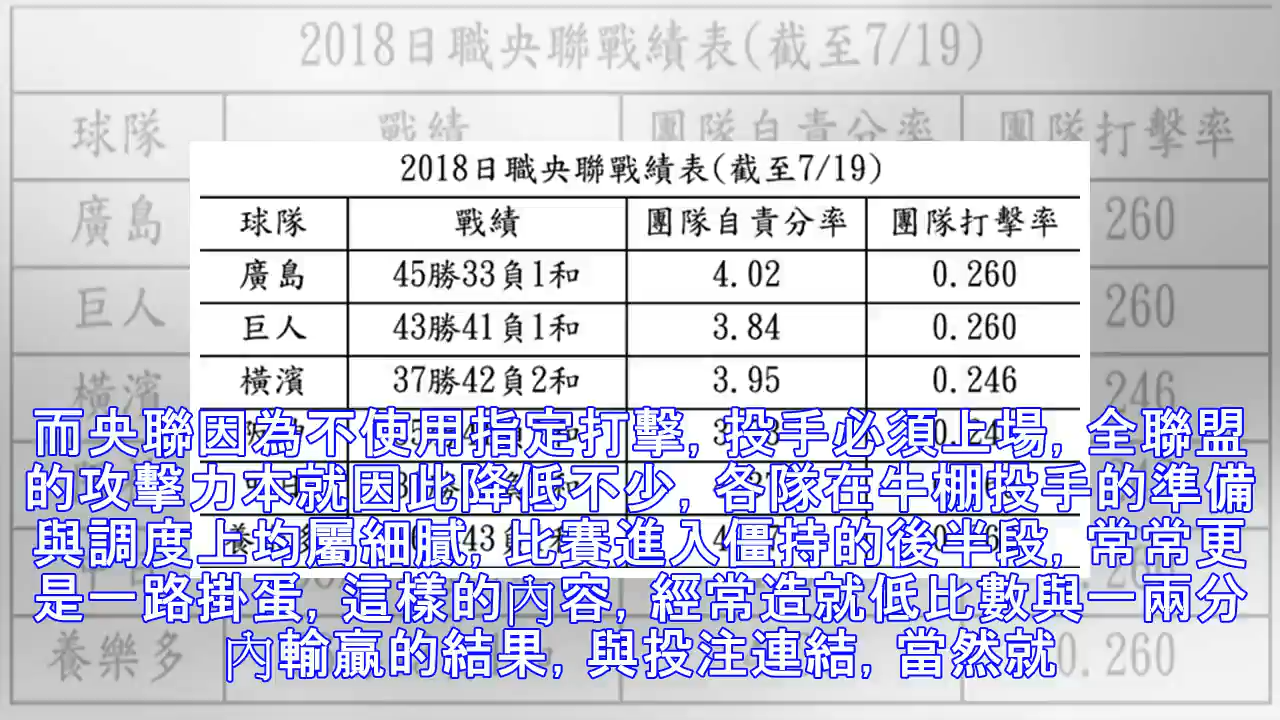 2018日職央聯戰績表(截至7/19)
球隊 戰績 團隊自責分率 團隊打擊率
廣島 45勝33負1和 4.02 0.260
巨人 43勝41負1和 3.84 0.260
橫濱 37勝42負2和 3.95 0.246
而央聯因為不使用指定打擊, 投手必須上場, 全聯盟
的攻擊力本就因此降低不少, 各隊在牛棚投手的準備
與調度上均屬細膩, 比賽進入僵持的後半段, 常常更
是一路掛蛋, 這樣的內容, 經常造就低比數與一兩分
內輸贏的結果, 與投注連結, 當然就
養樂多 0.260